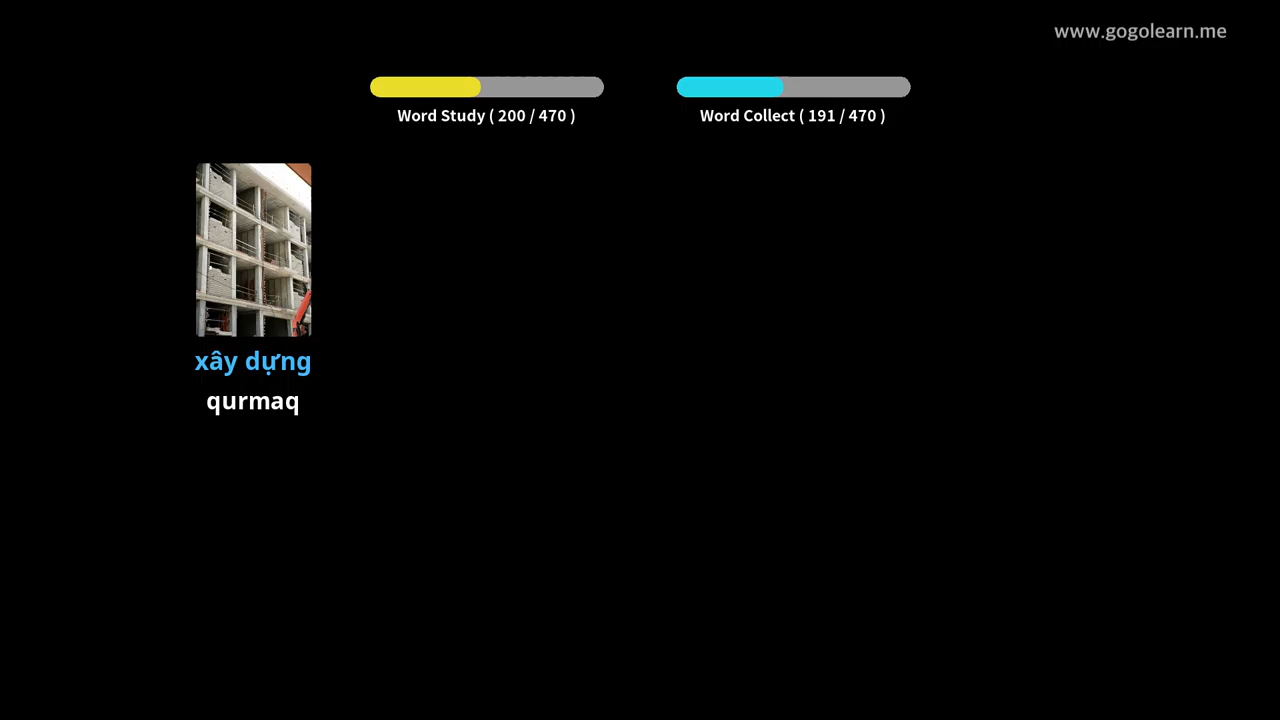 www.gogolearn.me
Word Study ( 200 / 470 )
Word Collect ( 191 / 470 )
xây dựng
qurmaq